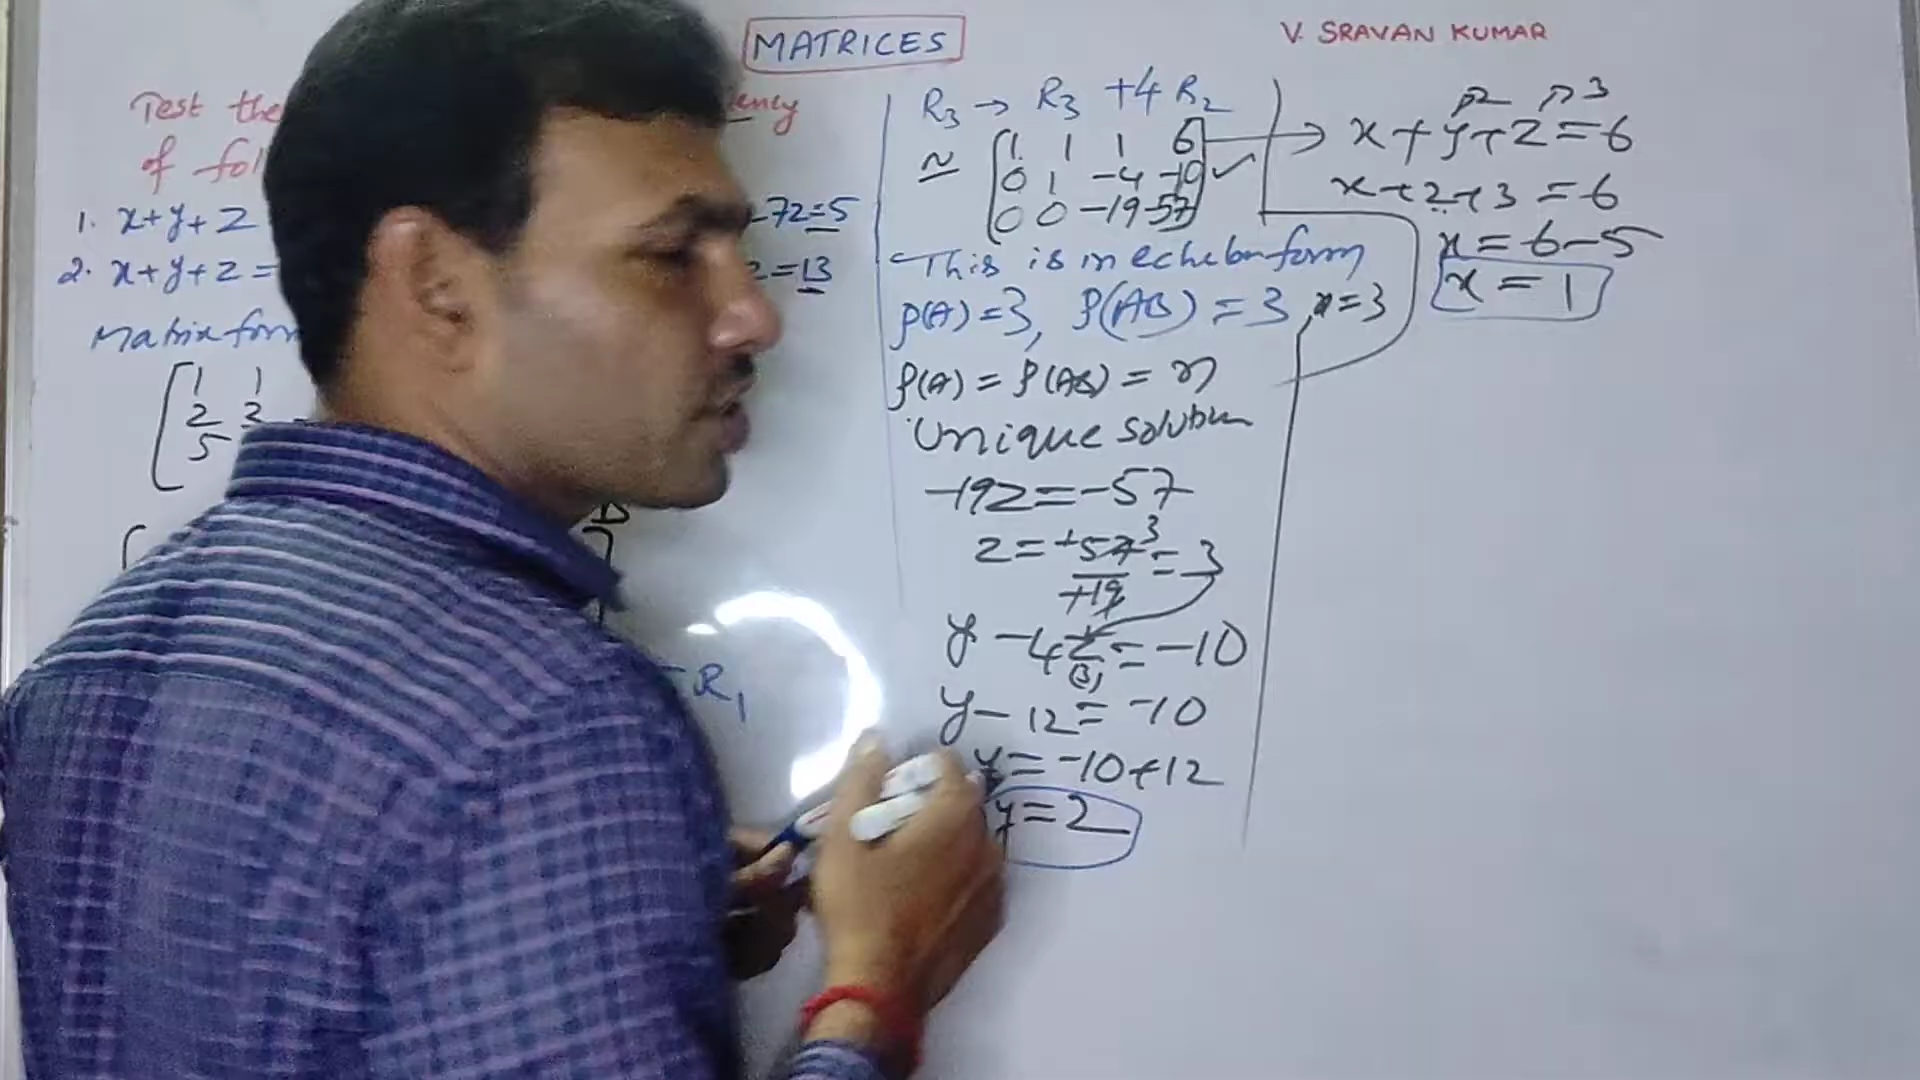 MATRICES
V. SRAVAN KUMAR
Test the
of
1. x+y+z
2. x+y+z=
Matrix form
1 1
2
5
-7z=5
z=13
R1
R3 → R3 +4R2
~ [1 1 1 6
0 1 -4 -10
0 0 -19 -57] ✓
This is in echelon form
ρ(A)=3, ρ(AB)=3, n=3
ρ(A)=ρ(AB)=n
Unique solution
-19z=-57
z=+57/+19=3
y-4z=-10
(3)
y-12=-10
y=-10+12
y=2
→2 →3
x+y+z=6
x+2+3=6
x=6-5
x=1